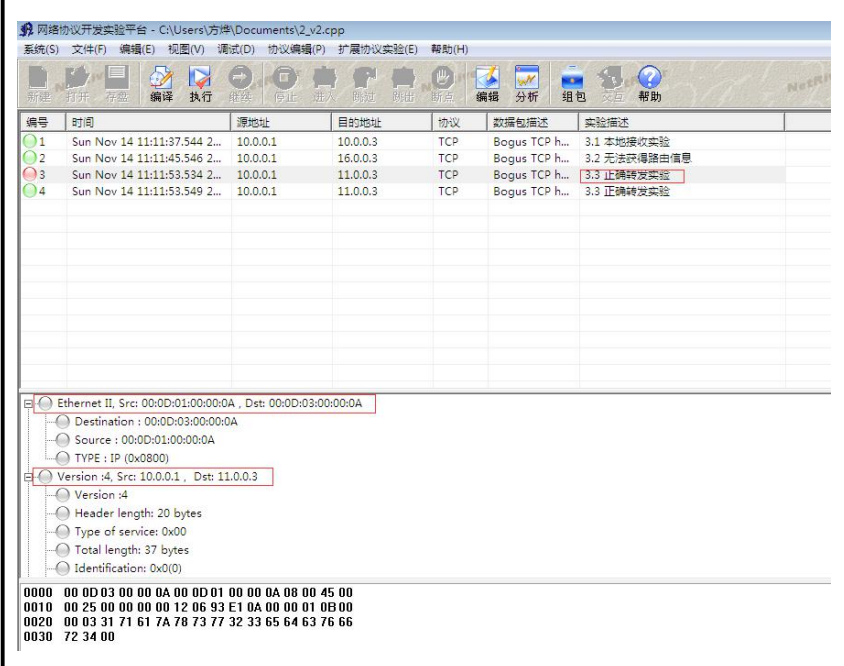 网络协议开发实验平台 - C:\Users\方烨\Documents\2_v2.cpp
系统(S) 文件(F) 编辑(E) 视图(V) 调试(D) 协议编辑(P) 扩展协议实验(E) 帮助(H)
新建 打开 存盘 编译 执行 继续 停止 进入 跳过 跳出 断点 编辑 分析 组包 交互 帮助
编号 时间 源地址 目的地址 协议 数据包描述 实验描述
1 Sun Nov 14 11:11:37.544 2... 10.0.0.1 10.0.0.3 TCP Bogus TCP h... 3.1 本地接收实验
2 Sun Nov 14 11:11:45.546 2... 10.0.0.1 16.0.0.3 TCP Bogus TCP h... 3.2 无法获得路由信息
3 Sun Nov 14 11:11:53.534 2... 10.0.0.1 11.0.0.3 TCP Bogus TCP h... 3.3 正确转发实验
4 Sun Nov 14 11:11:53.549 2... 10.0.0.1 11.0.0.3 TCP Bogus TCP h... 3.3 正确转发实验
Ethernet II, Src: 00:0D:01:00:00:0A , Dst: 00:0D:03:00:00:0A
Destination : 00:0D:03:00:00:0A
Source : 00:0D:01:00:00:0A
TYPE : IP (0x0800)
Version :4, Src: 10.0.0.1 , Dst: 11.0.0.3
Version :4
Header length: 20 bytes
Type of service: 0x00
Total length: 37 bytes
Identification: 0x0(0)
0000 00 0D 03 00 00 0A 00 0D 01 00 00 0A 08 00 45 00
0010 00 25 00 00 00 00 12 06 93 E1 0A 00 00 01 0B 00
0020 00 03 31 71 61 7A 78 73 77 32 33 65 64 63 76 66
0030 72 34 00